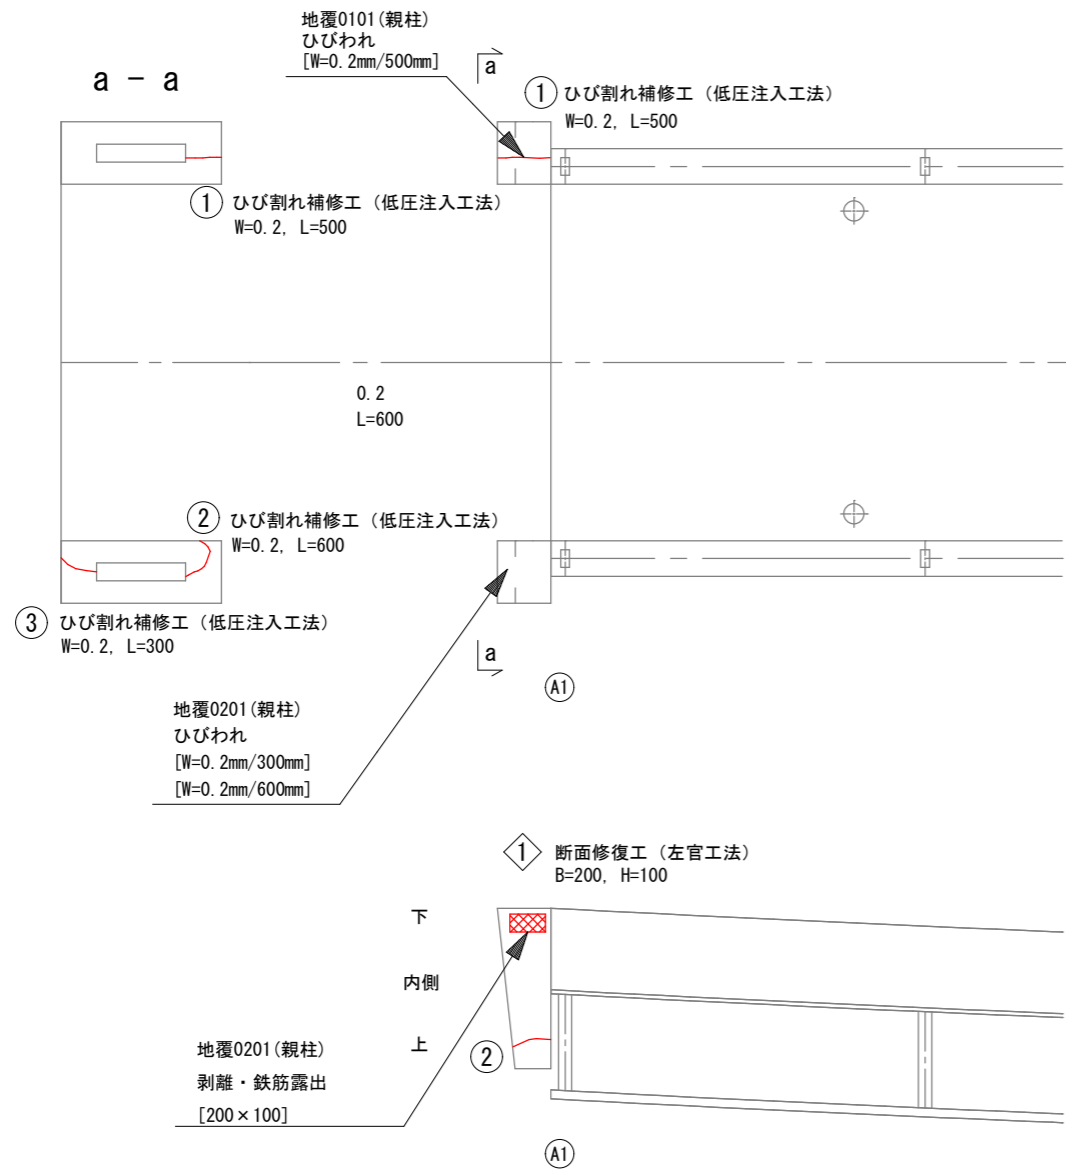 地覆0101(親柱)
ひびわれ
[W=0.2mm/500mm]
a
a − a
① ひび割れ補修工（低圧注入工法）
W=0.2, L=500
① ひび割れ補修工（低圧注入工法）
W=0.2, L=500
0.2
L=600
② ひび割れ補修工（低圧注入工法）
W=0.2, L=600
③ ひび割れ補修工（低圧注入工法）
W=0.2, L=300
a
A1
地覆0201(親柱)
ひびわれ
[W=0.2mm/300mm]
[W=0.2mm/600mm]
1 断面修復工（左官工法）
B=200, H=100
下
内側
上
②
地覆0201(親柱)
剥離・鉄筋露出
[200×100]
A1